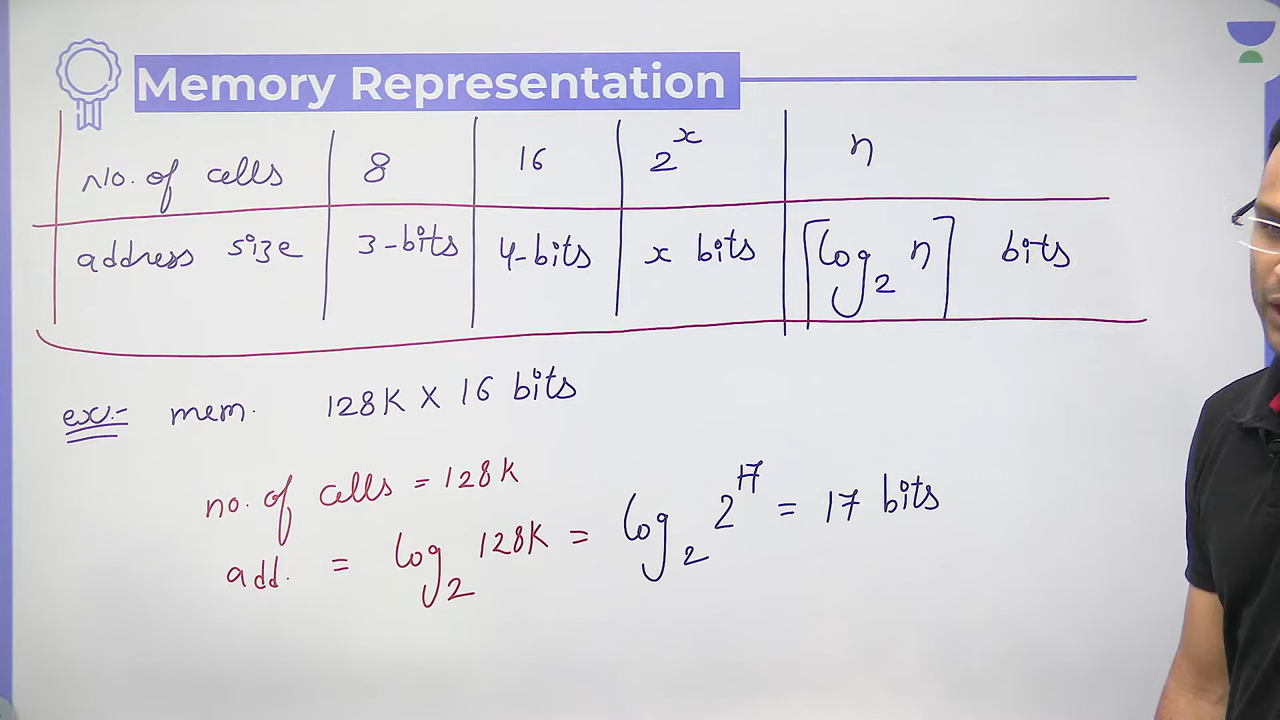 Memory Representation
No. of cells 8 16 2^x n
address size 3-bits 4-bits x bits ⌈log₂ n⌉ bits
ex:- mem. 128K X 16 bits
no. of cells = 128K
add. = log₂ 128K = log₂ 2^17 = 17 bits